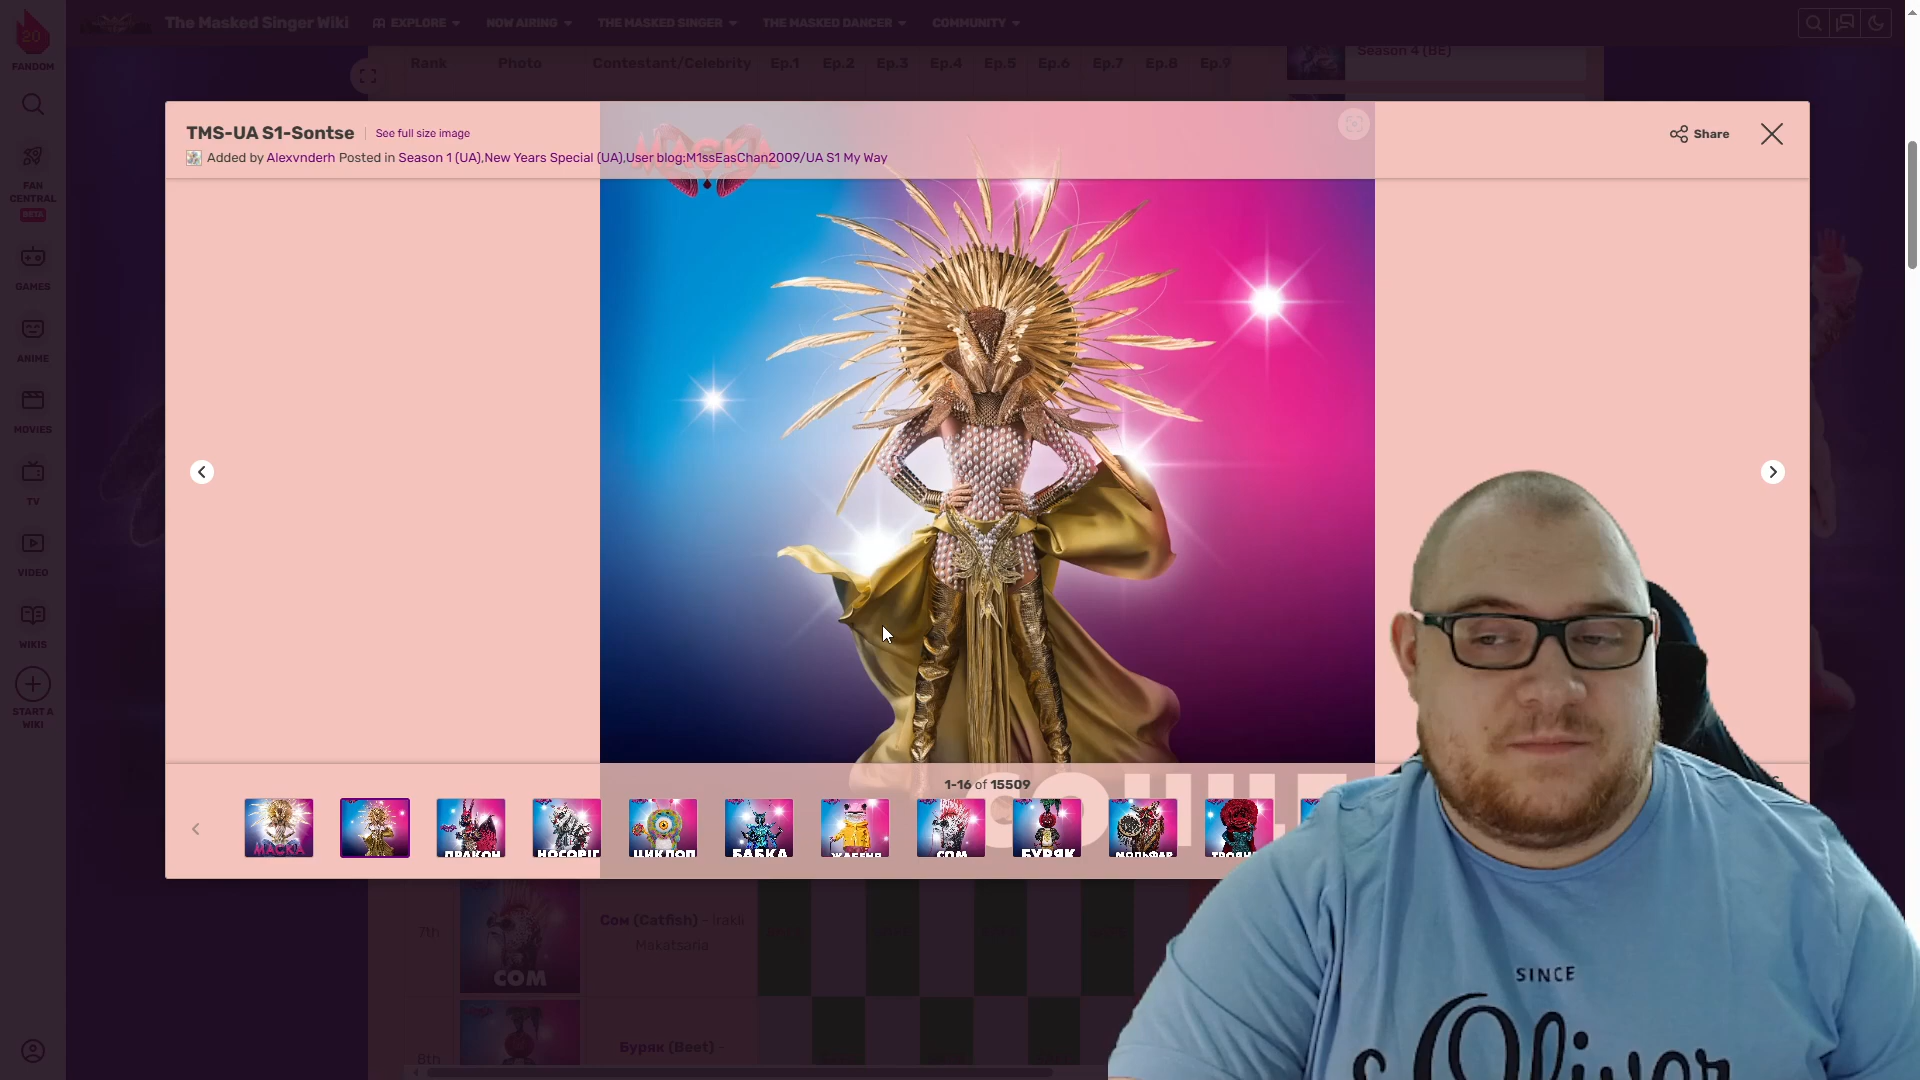 20
FANDOM
FAN
CENTRAL
BETA
GAMES
ANIME
MOVIES
TV
VIDEO
WIKIS
START A
WIKI
The Masked Singer Wiki
EXPLORE
NOW AIRING
THE MASKED SINGER
THE MASKED DANCER
COMMUNITY
Rank Photo Contestant/Celebrity Ep.1 Ep.2 Ep.3 Ep.4 Ep.5 Ep.6 Ep.7 Ep.8 Ep.9
Season 4 (BE)
TMS-UA S1-Sontse
See full size image
Added by Alexvnderh Posted in Season 1 (UA),New Years Special (UA),User blog:M1ssEasChan2009/UA S1 My Way
Share
МАСКА
1-16 of 15509
МАСКА
ДРАКОН
НОСОРІГ
ЦИКЛОП
БАБКА
ЖАБЕНЯ
СОМ
БУРЯК
МОЛЬФАР
7th
СОМ
Сом (Catfish) - Irakli
Makatsaria
8th
Буряк (Beet) -
SINCE
s.Oliver